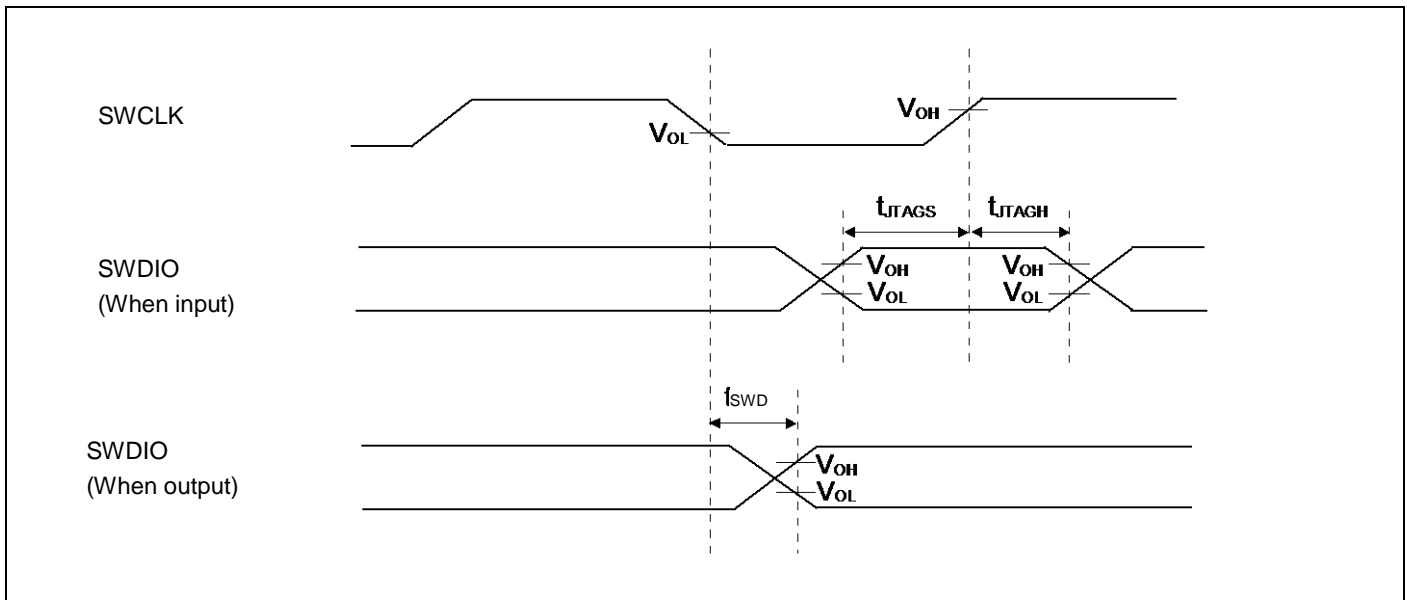 SWCLK
VOL
VOH
tJTAGS
tJTAGH
SWDIO
(When input)
VOH
VOL
VOH
VOL
tSWD
SWDIO
(When output)
VOH
VOL